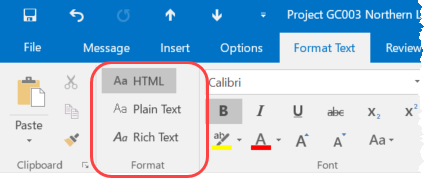 Project GC003 Northern
File Message Insert Options Format Text Review
Aa HTML
Aa Plain Text
Aa Rich Text
Paste
Clipboard
Format
Calibri
B I U abc X₂ X²
ab A A A Aa
Font